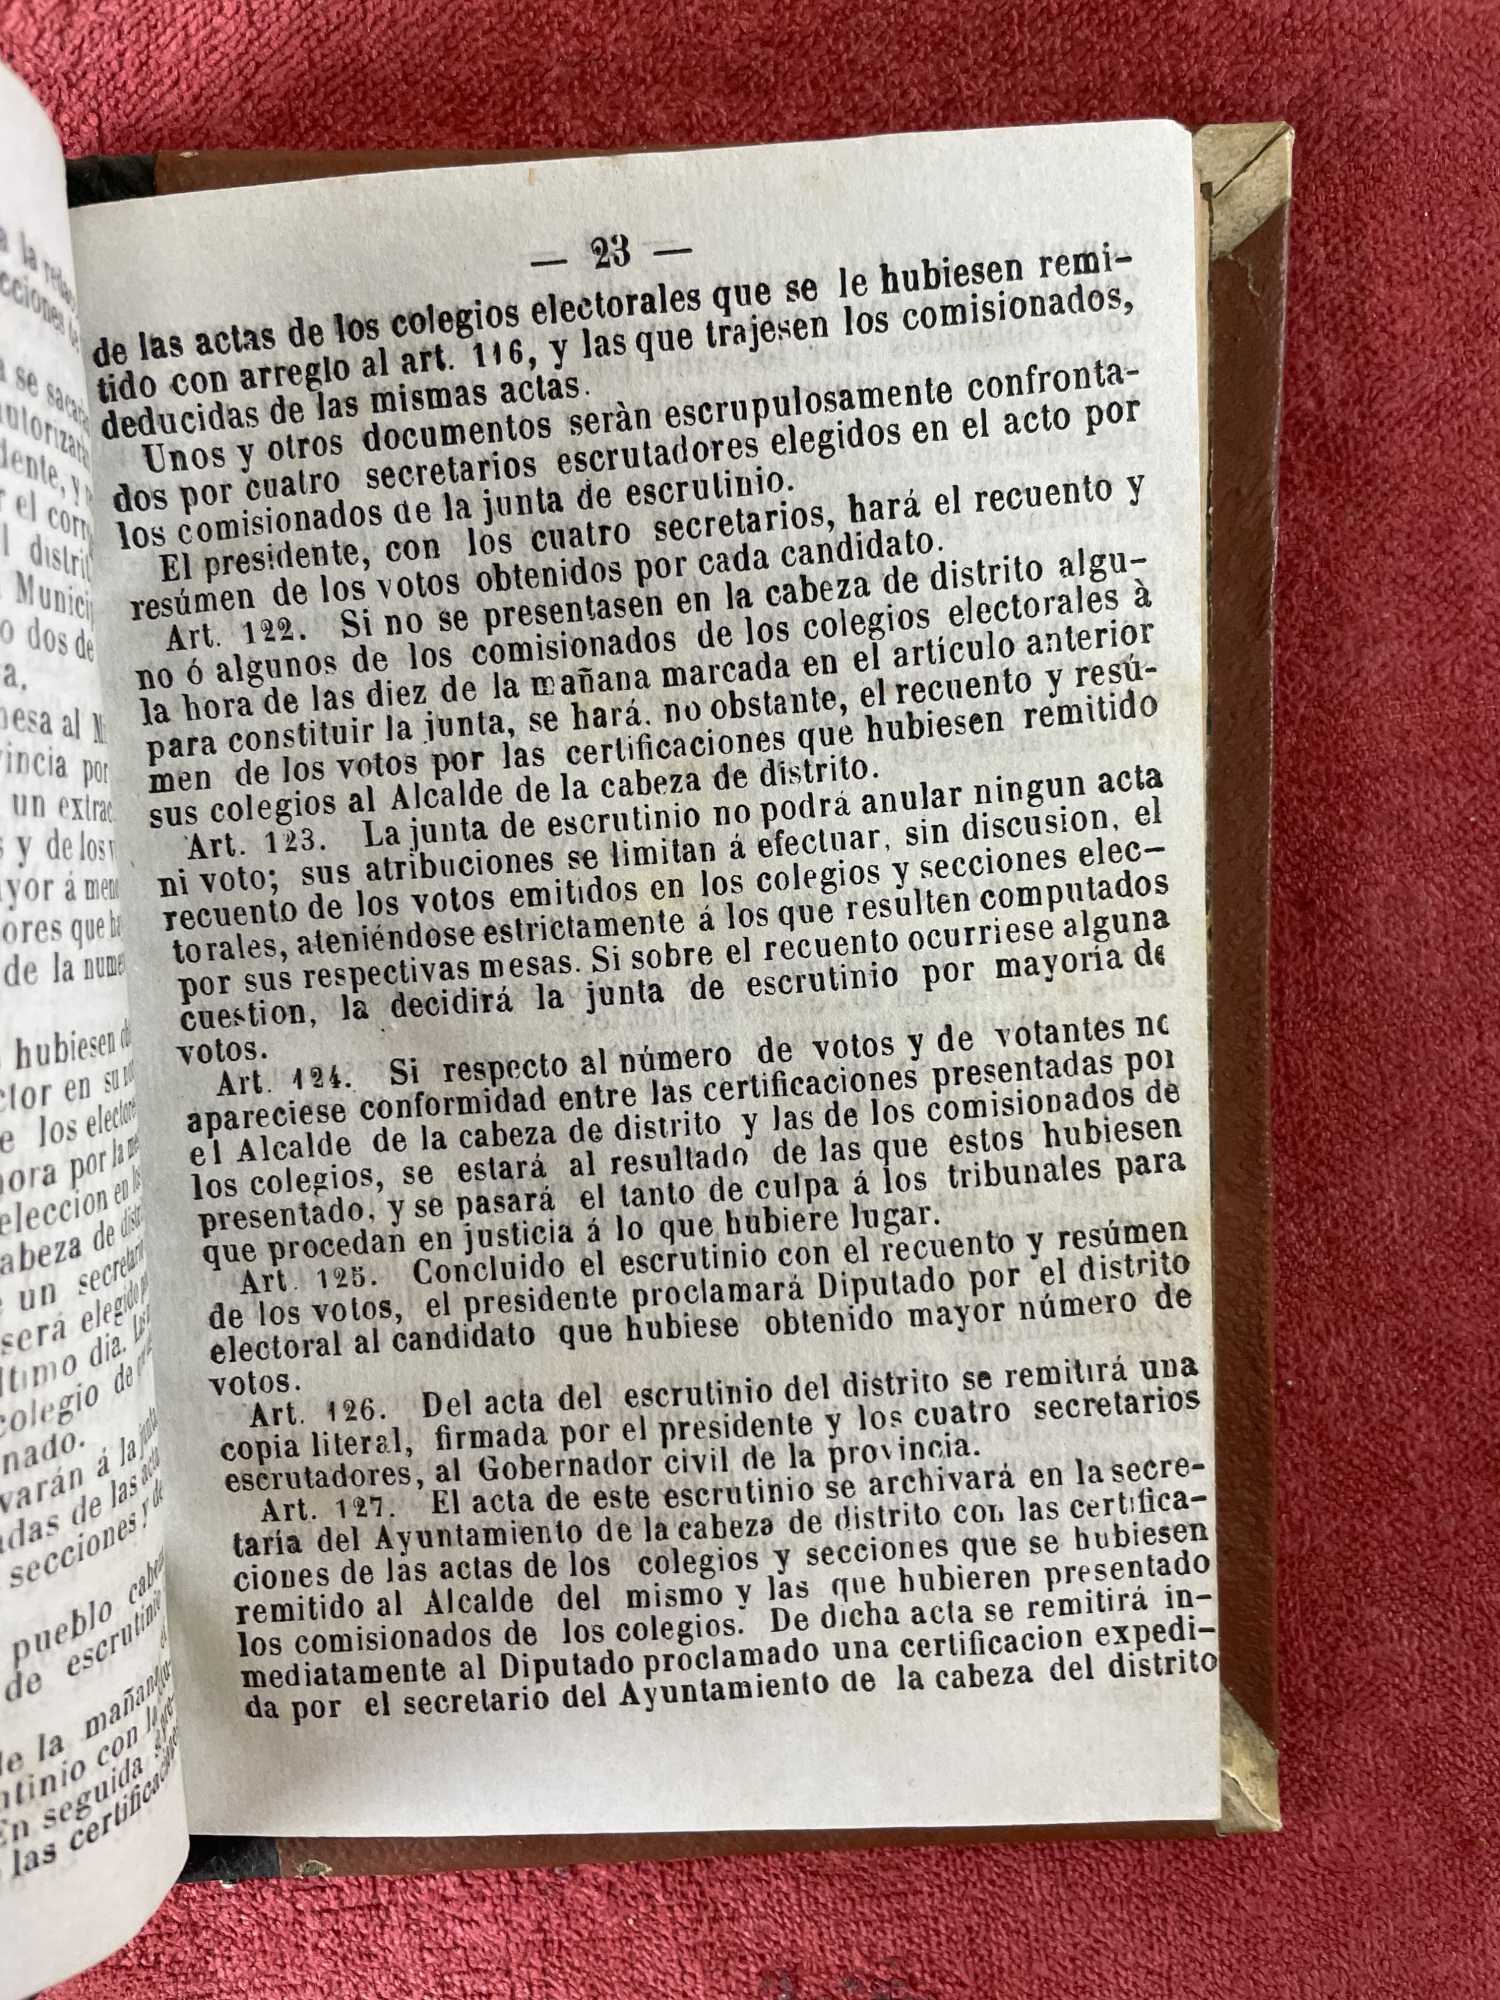 — 23 —
de las actas de los colegios electorales que se le hubiesen remi-
tido con arreglo al art. 116, y las que trajesen los comisionados,
deducidas de las mismas actas.
Unos y otros documentos seràn escrupulosamente confronta-
dos por cuatro secretarios escrutadores elegidos en el acto por
los comisionados de la junta de escrutinio.
El presidente, con los cuatro secretarios, hará el recuento y
resúmen de los votos obtenidos por cada candidato.
Art. 122. Si no se presentasen en la cabeza de distrito algu-
no ó algunos de los comisionados de los colegios electorales à
la hora de las diez de la mañana marcada en el artículo anterior
para constituir la junta, se hará. no obstante, el recuento y resú-
men de los votos por las certificaciones que hubiesen remitido
sus colegios al Alcalde de la cabeza de distrito.
Art. 123. La junta de escrutinio no podrá anular ningun acta
ni voto; sus atribuciones se limitan á efectuar, sin discusion, el
recuento de los votos emitidos en los colegios y secciones elec-
torales, ateniéndose estrictamente á los que resulten computados
por sus respectivas mesas. Si sobre el recuento ocurriese alguna
cuestion, la decidirá la junta de escrutinio por mayoria de
votos.
Art. 124. Si respecto al número de votos y de votantes no
apareciese conformidad entre las certificaciones presentadas por
el Alcalde de la cabeza de distrito y las de los comisionados de
los colegios, se estará al resultado de las que estos hubiesen
presentado, y se pasará el tanto de culpa á los tribunales para
que procedan en justicia á lo que hubiere lugar.
Art. 125. Concluido el escrutinio con el recuento y resúmen
de los votos, el presidente proclamará Diputado por el distrito
electoral al candidato que hubiese obtenido mayor número de
votos.
Art. 126. Del acta del escrutinio del distrito se remitirá una
copia literal, firmada por el presidente y los cuatro secretarios
escrutadores, al Gobernador civil de la provincia.
Art. 127. El acta de este escrutinio se archivará en la secre-
taría del Ayuntamiento de la cabeza de distrito con las certifica-
ciones de las actas de los colegios y secciones que se hubiesen
remitido al Alcalde del mismo y las que hubieren presentado
los comisionados de los colegios. De dicha acta se remitirá in-
mediatamente al Diputado proclamado una certificacion expedi-
da por el secretario del Ayuntamiento de la cabeza del distrito